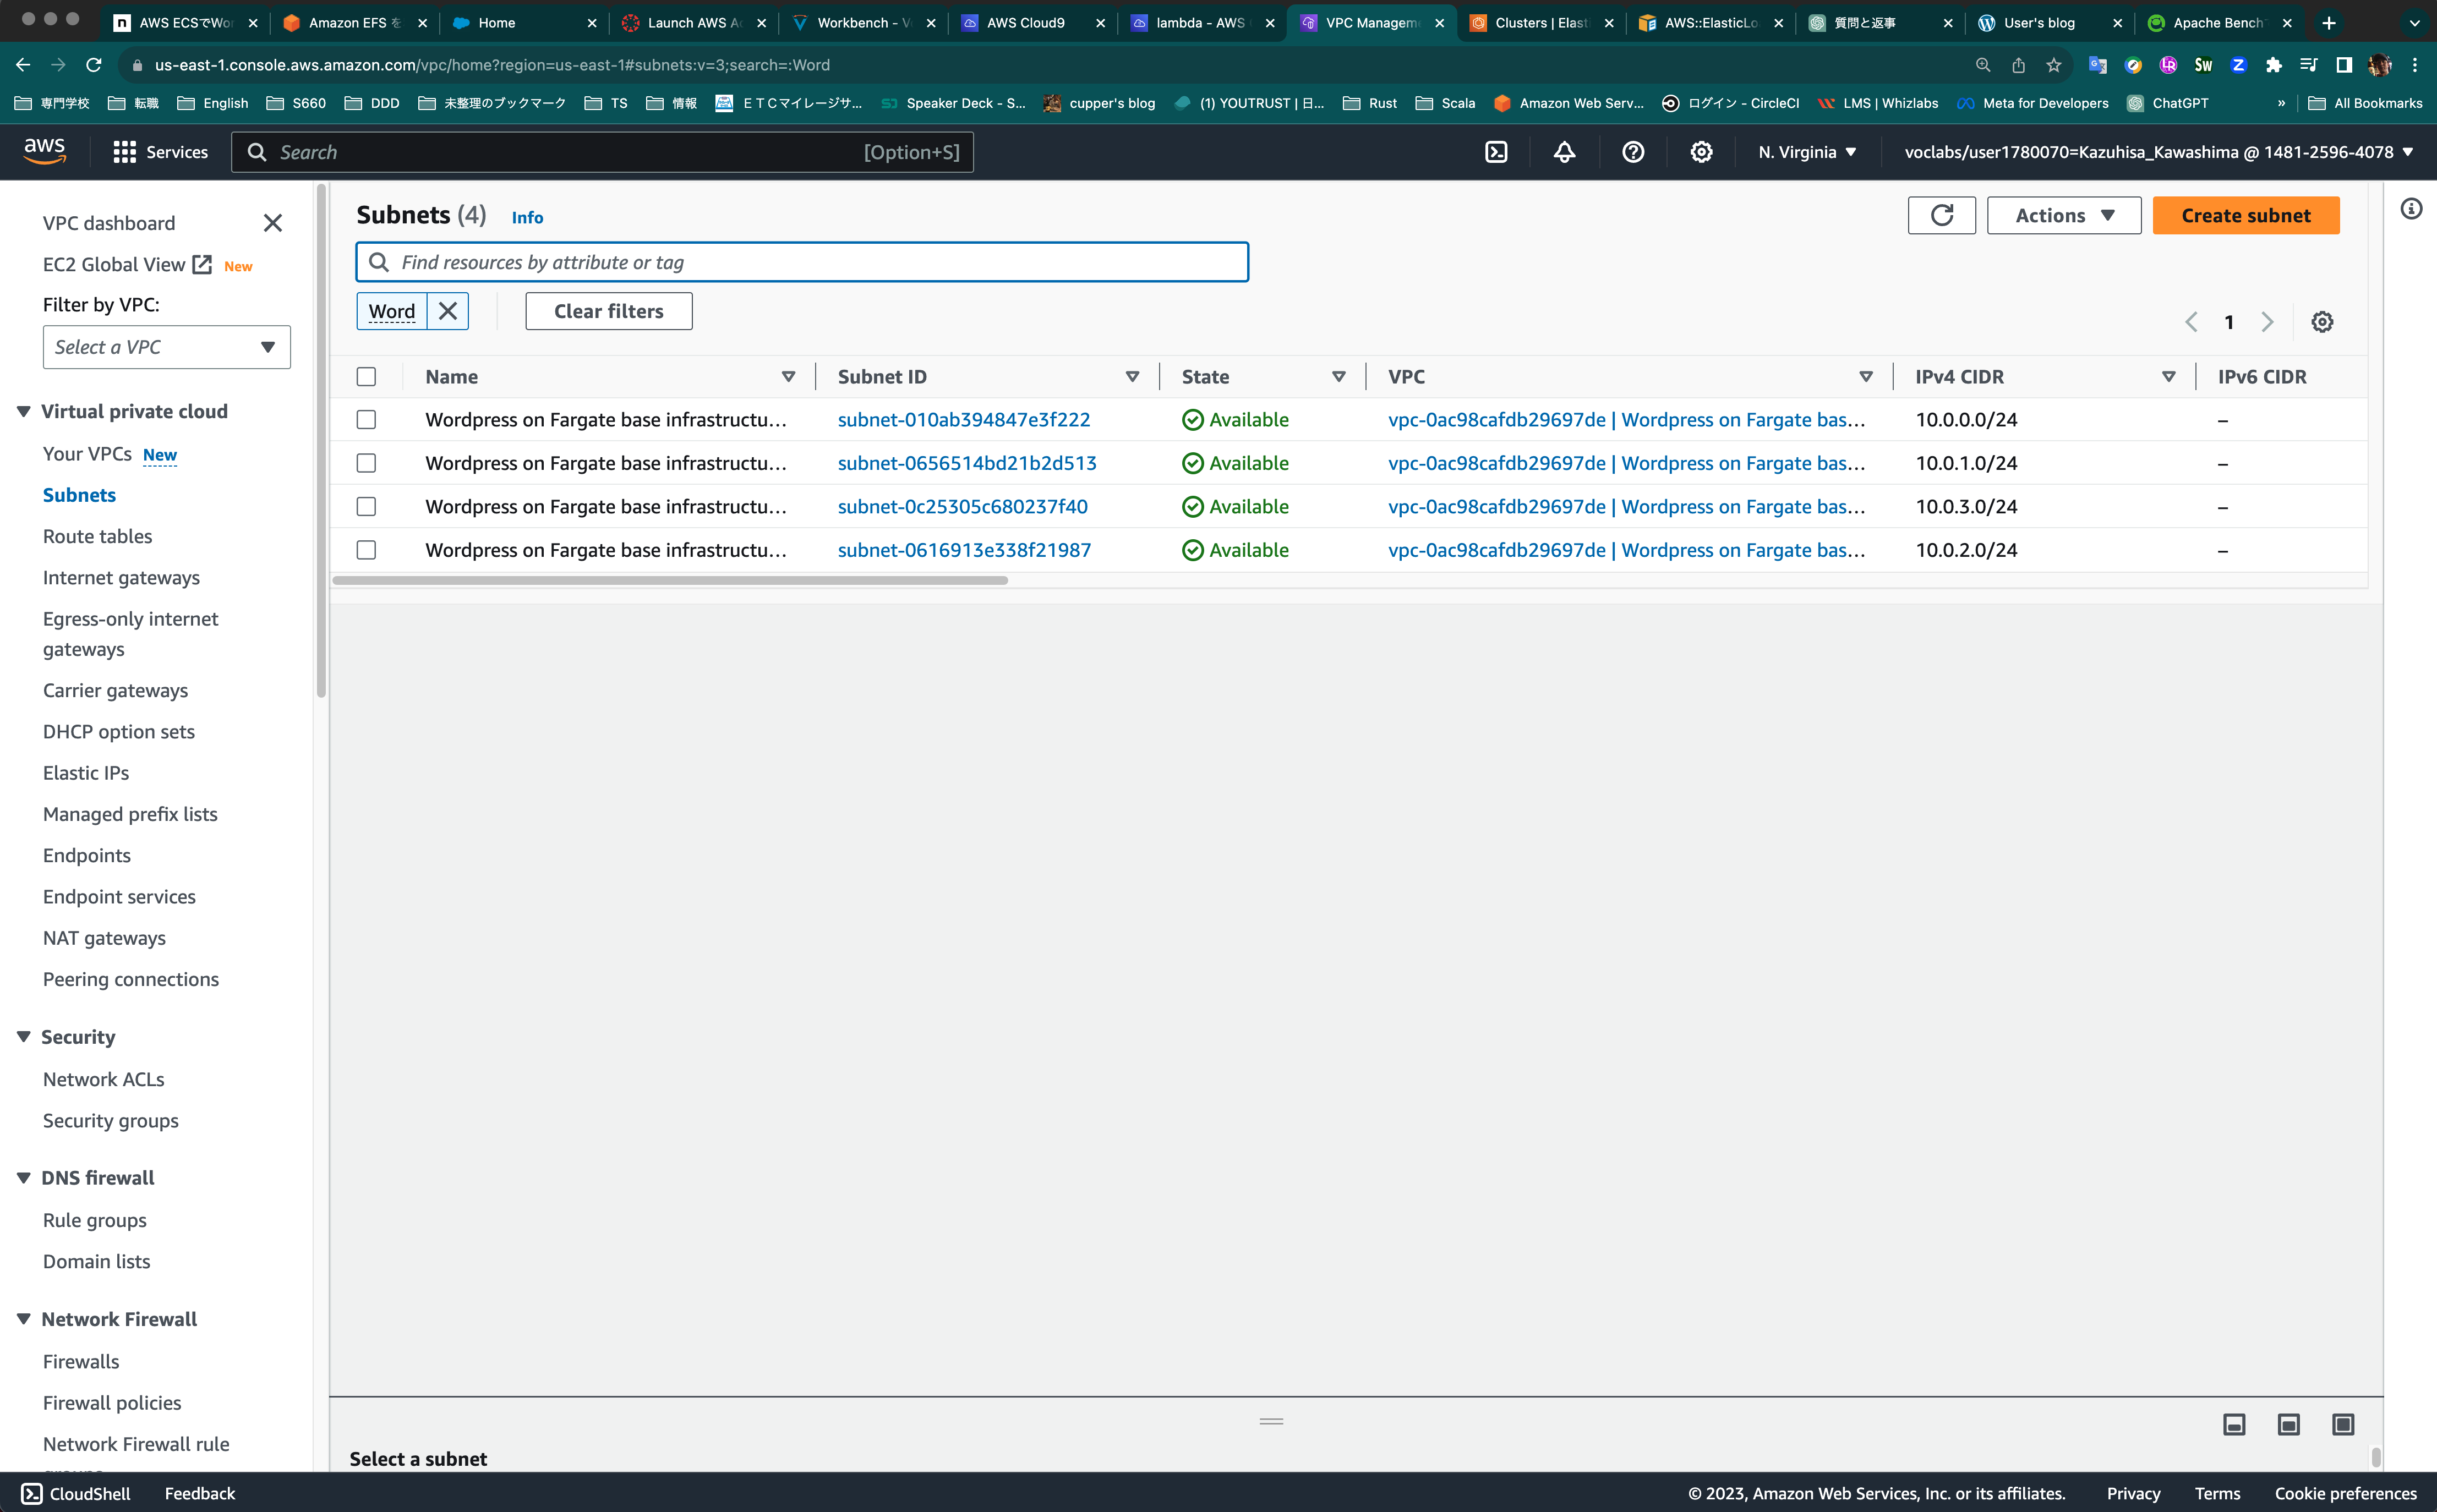 AWS ECSでWo
Amazon EFS を
Home
Launch AWS Ac
Workbench - V
AWS Cloud9
lambda - AWS
VPC Managem
Clusters | Elasti
AWS::ElasticLo
質問と返事
User's blog
Apache Bench
us-east-1.console.aws.amazon.com/vpc/home?region=us-east-1#subnets:v=3;search=:Word
専門学校
転職
English
S660
DDD
未整理のブックマーク
TS
情報
ＥＴＣマイレージサ...
Speaker Deck - S...
cupper's blog
(1) YOUTRUST | 日...
Rust
Scala
Amazon Web Serv...
ログイン - CircleCI
LMS | Whizlabs
Meta for Developers
ChatGPT
»
All Bookmarks
aws
Services
Search
[Option+S]
N. Virginia
voclabs/user1780070=Kazuhisa_Kawashima @ 1481-2596-4078
VPC dashboard
EC2 Global View New
Filter by VPC:
Select a VPC
Virtual private cloud
Your VPCs New
Subnets
Route tables
Internet gateways
Egress-only internet
gateways
Carrier gateways
DHCP option sets
Elastic IPs
Managed prefix lists
Endpoints
Endpoint services
NAT gateways
Peering connections
Security
Network ACLs
Security groups
DNS firewall
Rule groups
Domain lists
Network Firewall
Firewalls
Firewall policies
Network Firewall rule
Subnets (4) Info
Actions
Create subnet
Find resources by attribute or tag
Word
Clear filters
1
Name Subnet ID State VPC IPv4 CIDR IPv6 CIDR
Wordpress on Fargate base infrastructu... subnet-010ab394847e3f222 Available vpc-0ac98cafdb29697de | Wordpress on Fargate bas... 10.0.0.0/24 –
Wordpress on Fargate base infrastructu... subnet-0656514bd21b2d513 Available vpc-0ac98cafdb29697de | Wordpress on Fargate bas... 10.0.1.0/24 –
Wordpress on Fargate base infrastructu... subnet-0c25305c680237f40 Available vpc-0ac98cafdb29697de | Wordpress on Fargate bas... 10.0.3.0/24 –
Wordpress on Fargate base infrastructu... subnet-0616913e338f21987 Available vpc-0ac98cafdb29697de | Wordpress on Fargate bas... 10.0.2.0/24 –
Select a subnet
CloudShell
Feedback
© 2023, Amazon Web Services, Inc. or its affiliates.
Privacy
Terms
Cookie preferences